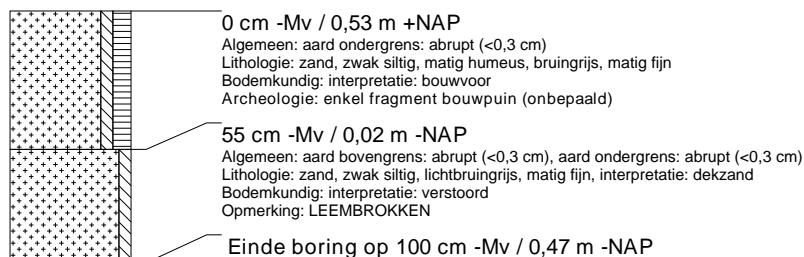 0 cm -Mv / 0,53 m +NAP
Algemeen: aard ondergrens: abrupt (<0,3 cm)
Lithologie: zand, zwak siltig, matig humeus, bruingrijs, matig fijn
Bodemkundig: interpretatie: bouwvoor
Archeologie: enkel fragment bouwpuin (onbepaald)
55 cm -Mv / 0,02 m -NAP
Algemeen: aard bovengrens: abrupt (<0,3 cm), aard ondergrens: abrupt (<0,3 cm)
Lithologie: zand, zwak siltig, lichtbruingrijs, matig fijn, interpretatie: dekzand
Bodemkundig: interpretatie: verstoord
Opmerking: LEEMBROKKEN
Einde boring op 100 cm -Mv / 0,47 m -NAP